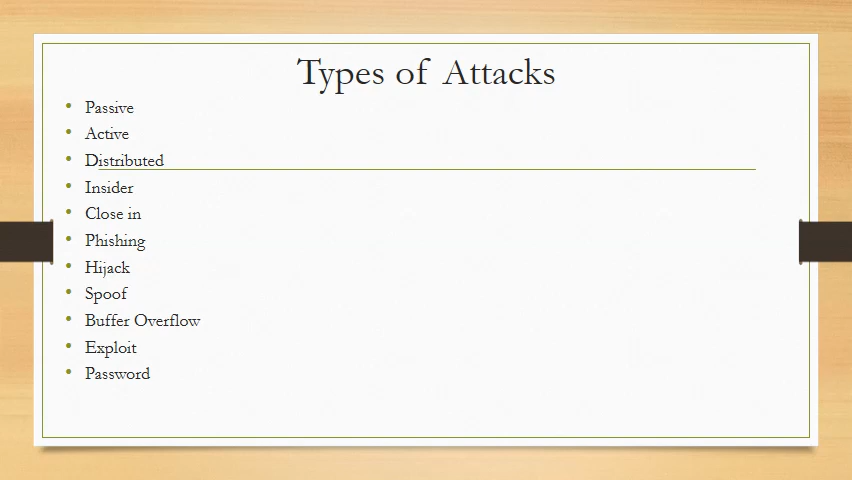 Types of Attacks
• Passive
• Active
• Distributed
• Insider
• Close in
• Phishing
• Hijack
• Spoof
• Buffer Overflow
• Exploit
• Password